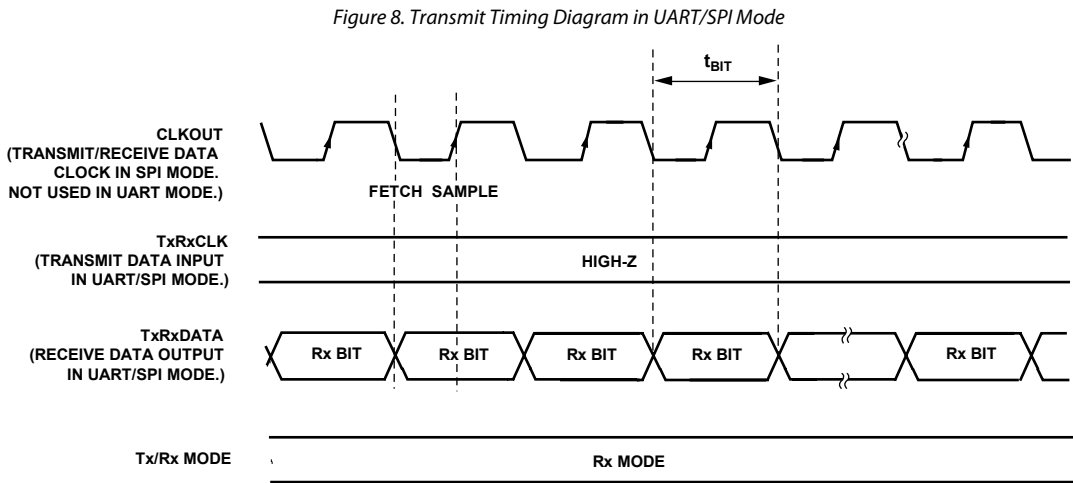 Figure 8. Transmit Timing Diagram in UART/SPI Mode
tBIT
CLKOUT
(TRANSMIT/RECEIVE DATA
CLOCK IN SPI MODE.
NOT USED IN UART MODE.)
FETCH SAMPLE
TxRxCLK
(TRANSMIT DATA INPUT
IN UART/SPI MODE.)
HIGH-Z
TxRxDATA
(RECEIVE DATA OUTPUT
IN UART/SPI MODE.)
Rx BIT Rx BIT Rx BIT Rx BIT Rx BIT
Tx/Rx MODE
Rx MODE